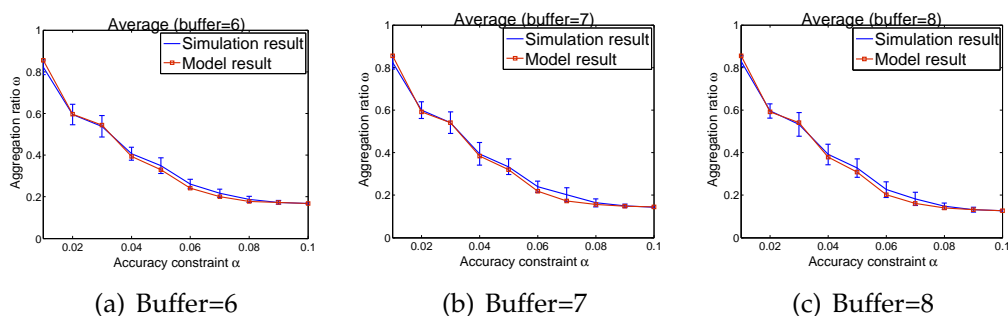 Average (buffer=6)
Simulation result
Model result
Aggregation ratio ω
1
0.8
0.6
0.4
0.2
0
0.02 0.04 0.06 0.08 0.1
Accuracy constraint α
(a) Buffer=6
Average (buffer=7)
Simulation result
Model result
Aggregation ratio ω
1
0.8
0.6
0.4
0.2
0
0.02 0.04 0.06 0.08 0.1
Accuracy constraint α
(b) Buffer=7
Average (buffer=8)
Simulation result
Model result
Aggregation ratio ω
1
0.8
0.6
0.4
0.2
0
0.02 0.04 0.06 0.08 0.1
Accuracy constraint α
(c) Buffer=8